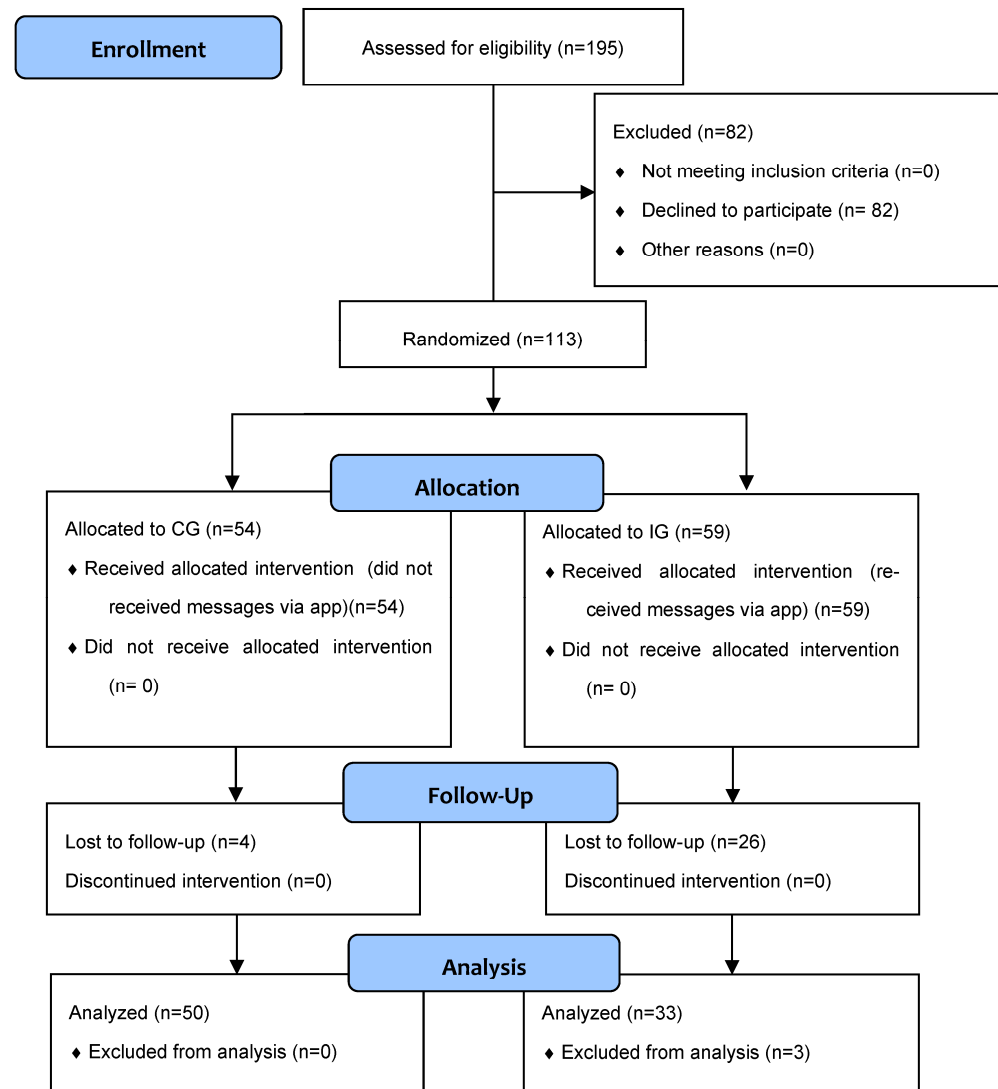 Enrollment
Assessed for eligibility (n=195)
Excluded (n=82)
♦ Not meeting inclusion criteria (n=0)
♦ Declined to participate (n= 82)
♦ Other reasons (n=0)
Randomized (n=113)
Allocation
Allocated to CG (n=54)
♦ Received allocated intervention (did not
received messages via app)(n=54)
♦ Did not receive allocated intervention
(n= 0)
Allocated to IG (n=59)
♦ Received allocated intervention (re-
ceived messages via app) (n=59)
♦ Did not receive allocated intervention
(n= 0)
Follow-Up
Lost to follow-up (n=4)
Discontinued intervention (n=0)
Lost to follow-up (n=26)
Discontinued intervention (n=0)
Analysis
Analyzed (n=50)
♦ Excluded from analysis (n=0)
Analyzed (n=33)
♦ Excluded from analysis (n=3)